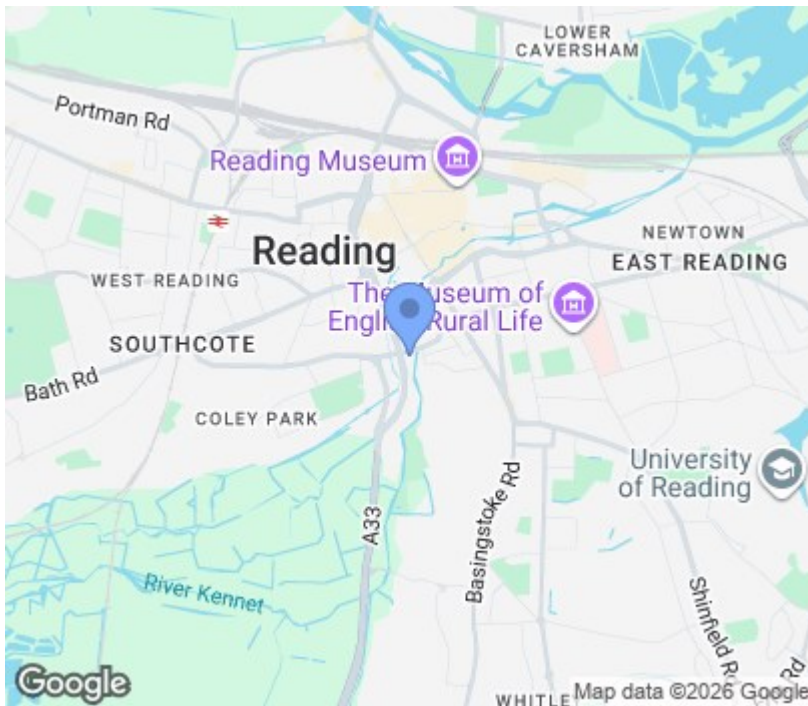 LOWER
CAVERSHAM
Portman Rd
Reading Museum
NEWTOWN
Reading
EAST READING
WEST READING
The Museum of
English Rural Life
SOUTHCOTE
Bath Rd
COLEY PARK
University
of Reading
Basingstoke Rd
A33
River Kennet
Shinfield Rd
Google
WHITLEY
Map data ©2026 Google